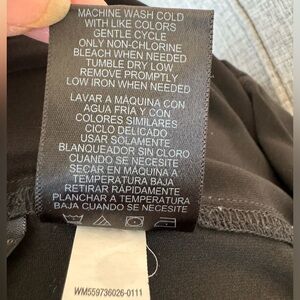 MACHINE WASH COLD
WITH LIKE COLORS
GENTLE CYCLE
ONLY NON-CHLORINE
BLEACH WHEN NEEDED
TUMBLE DRY LOW
REMOVE PROMPTLY
LOW IRON WHEN NEEDED
LAVAR A MÁQUINA CON
AGUA FRÍA Y CON
COLORES SIMILARES
CICLO DELICADO
USAR SOLAMENTE
BLANQUEADOR SIN CLORO
CUANDO SE NECESITE
SECAR EN MÁQUINA A
TEMPERATURA BAJA
RETIRAR RÁPIDAMENTE
PLANCHAR A TEMPERATURA
BAJA CUANDO SE NECESITE
WM559736026-0111